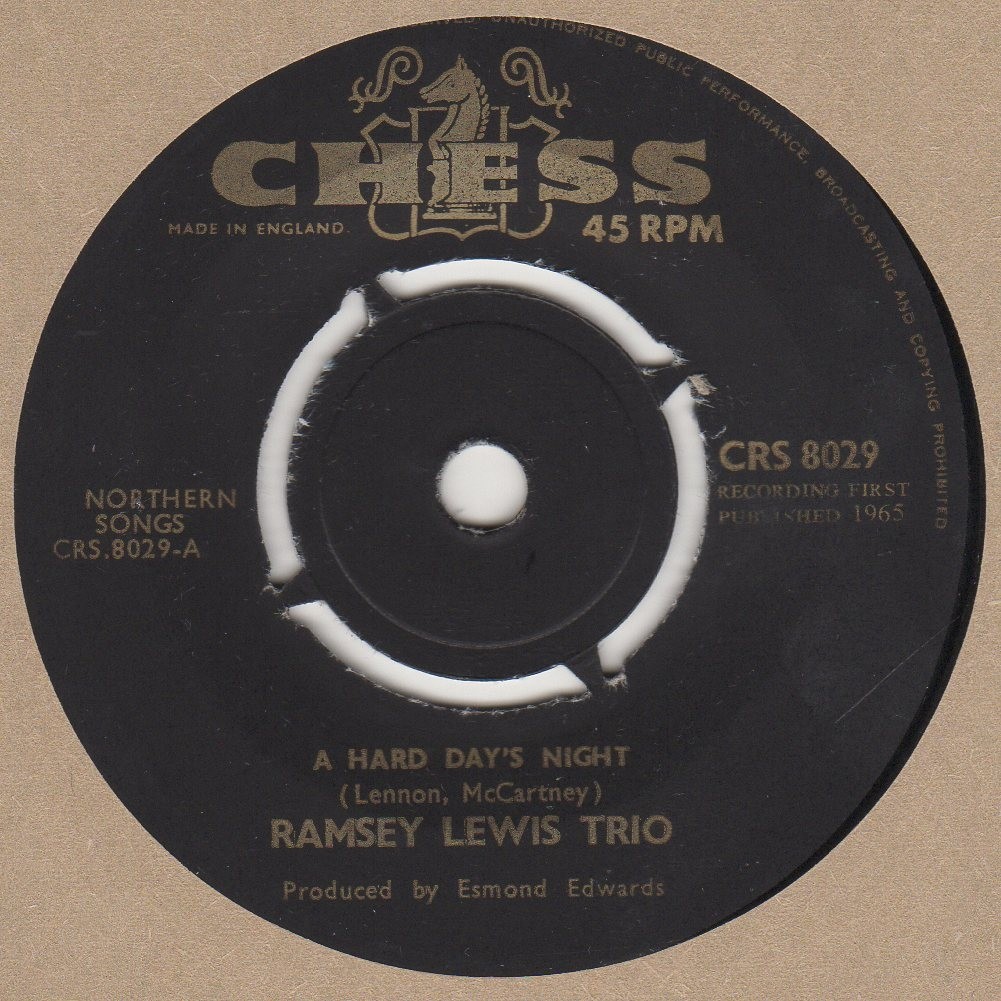 UNAUTHORIZED PUBLIC PERFORMANCE, BROADCASTING AND COPYING PROHIBITED
CHESS
MADE IN ENGLAND.
45 RPM
CRS 8029
RECORDING FIRST
PUBLISHED 1965
NORTHERN
SONGS
CRS.8029-A
A HARD DAY'S NIGHT
(Lennon, McCartney)
RAMSEY LEWIS TRIO
Produced by Esmond Edwards